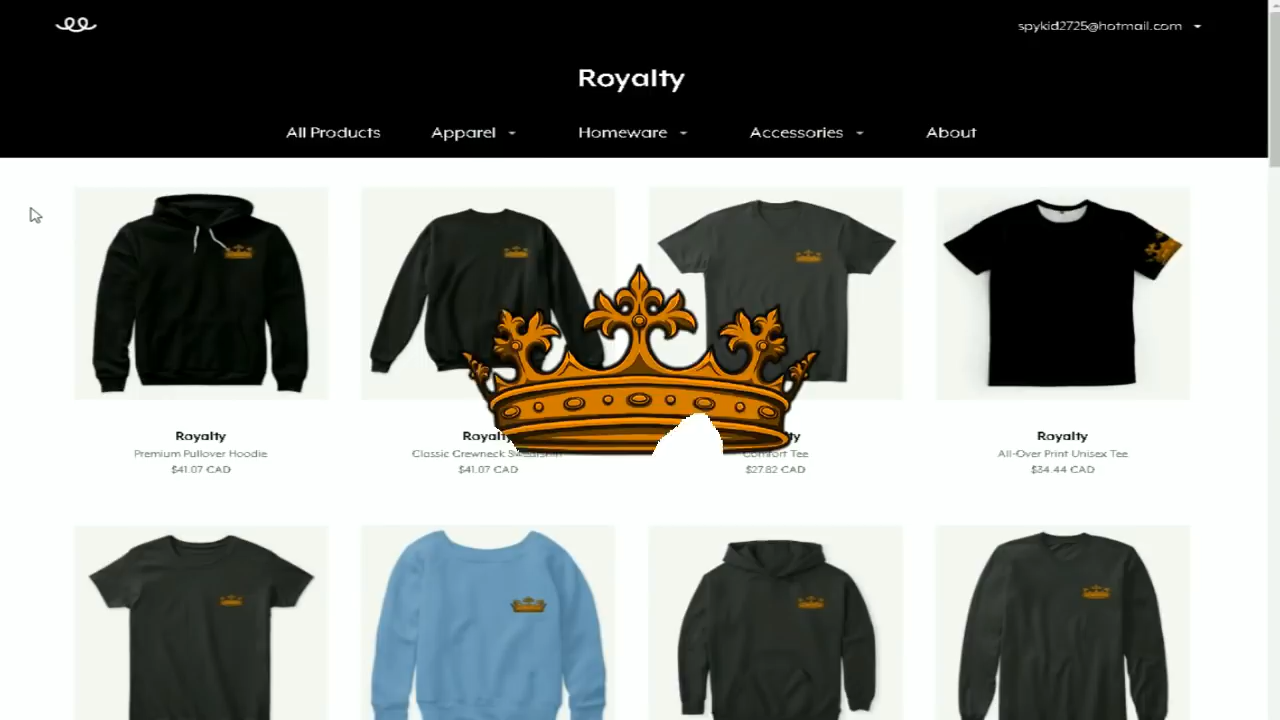 spykid2725@hotmail.com
Royalty
All Products Apparel Homeware Accessories About
Royalty
Premium Pullover Hoodie
$41.07 CAD
Royalty
Classic Crewneck
$41.07 CAD
Comfort Tee
$27.82 CAD
Royalty
All-Over Print Unisex Tee
$34.44 CAD